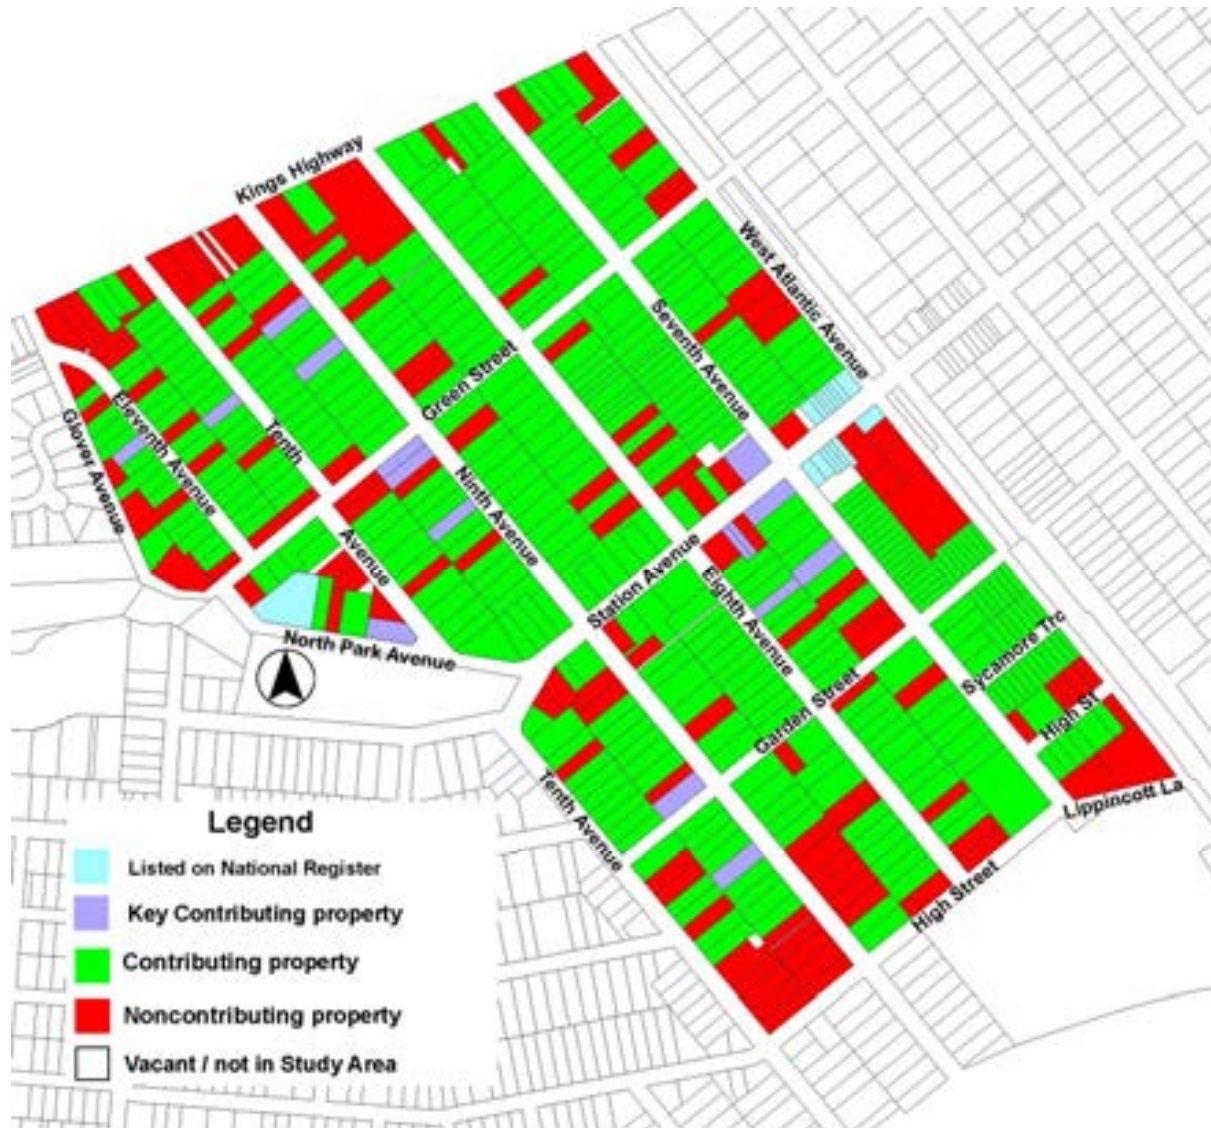 Kings Highway
West Atlantic Avenue
Seventh Avenue
Green Street
Glover Avenue
Eleventh Avenue
Tenth
Avenue
Ninth Avenue
Station Avenue
Eighth Avenue
North Park Avenue
Sycamore Trc
High St
Garden Street
Lippincott La
Tenth Avenue
High Street
Legend
Listed on National Register
Key Contributing property
Contributing property
Noncontributing property
Vacant / not in Study Area